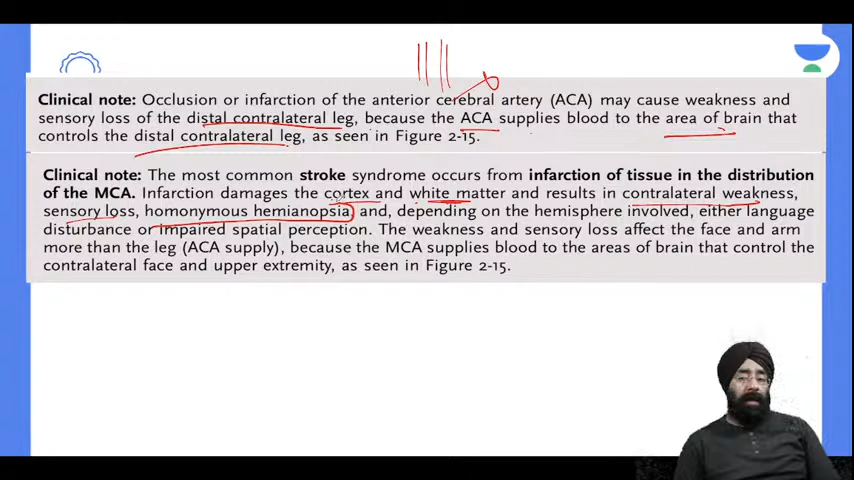 Clinical note: Occlusion or infarction of the anterior cerebral artery (ACA) may cause weakness and
sensory loss of the distal contralateral leg, because the ACA supplies blood to the area of brain that
controls the distal contralateral leg, as seen in Figure 2-15.
Clinical note: The most common stroke syndrome occurs from infarction of tissue in the distribution
of the MCA. Infarction damages the cortex and white matter and results in contralateral weakness,
sensory loss, homonymous hemianopsia, and, depending on the hemisphere involved, either language
disturbance or impaired spatial perception. The weakness and sensory loss affect the face and arm
more than the leg (ACA supply), because the MCA supplies blood to the areas of brain that control the
contralateral face and upper extremity, as seen in Figure 2-15.